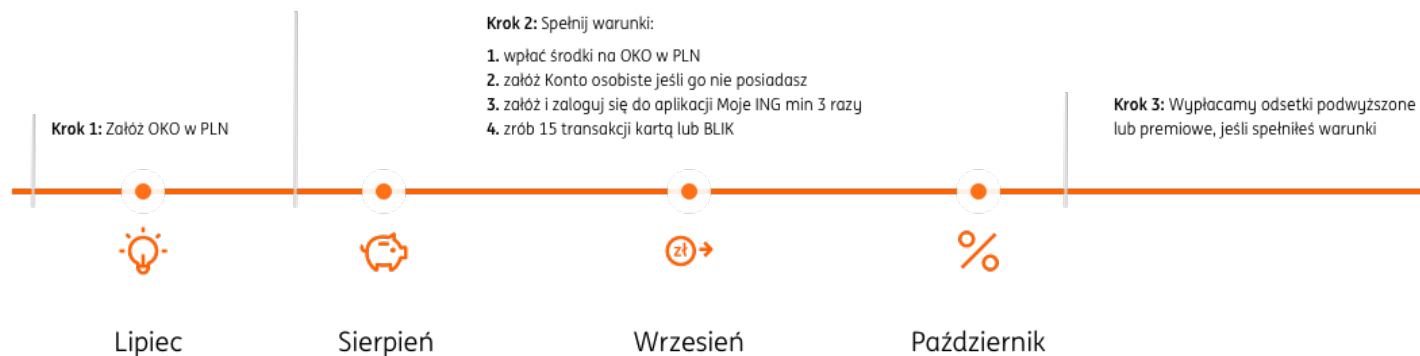 Krok 1: Załóż OKO w PLN
Krok 2: Spełnij warunki:
1. wpłać środki na OKO w PLN
2. załóż Konto osobiste jeśli go nie posiadasz
3. załóż i zaloguj się do aplikacji Moje ING min 3 razy
4. zrób 15 transakcji kartą lub BLIK
Krok 3: Wypłacamy odsetki podwyższone
lub premiowe, jeśli spełniłeś warunki
zł
Lipiec
Sierpień
Wrzesień
Październik